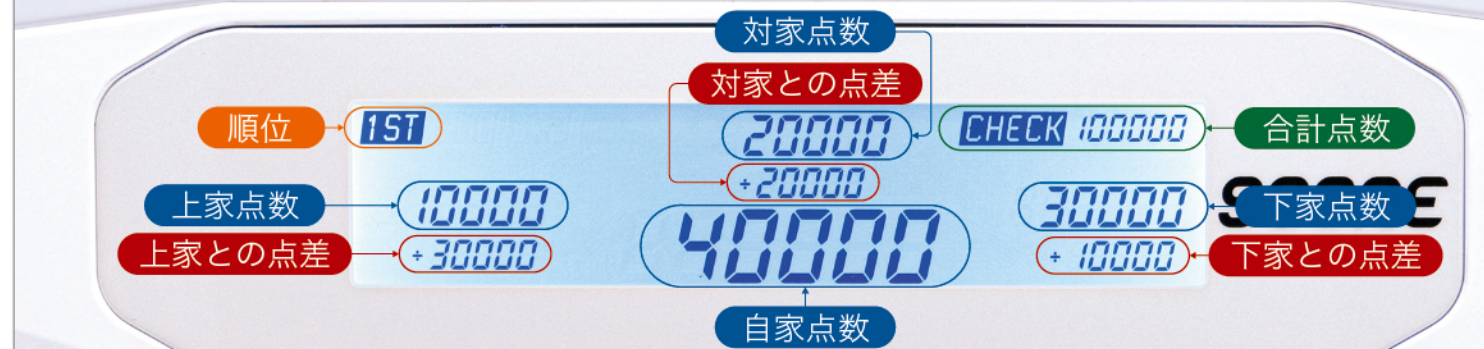 対家点数
対家との点差
順位
1ST
20000
CHECK 100000
合計点数
+20000
上家点数
10000
40000
30000
下家点数
上家との点差
+30000
+ 10000
下家との点差
自家点数